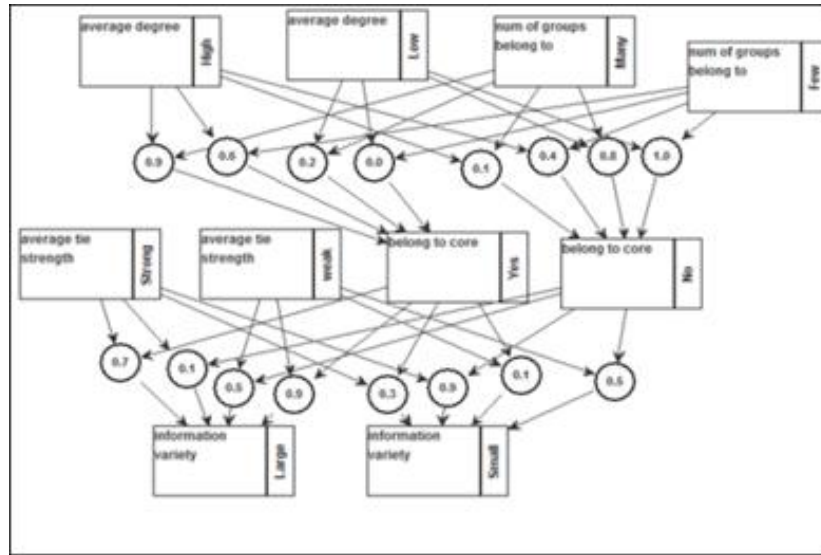 average degree
High
average degree
Low
num of groups
belong to
Many
num of groups
belong to
Few
0.9
0.6
0.2
0.0
0.1
0.4
0.8
1.0
average tie
strength
Strong
average tie
strength
weak
belong to core
Yes
belong to core
No
0.7
0.1
0.5
0.9
0.3
0.9
0.1
0.5
information
variety
Large
information
variety
Small